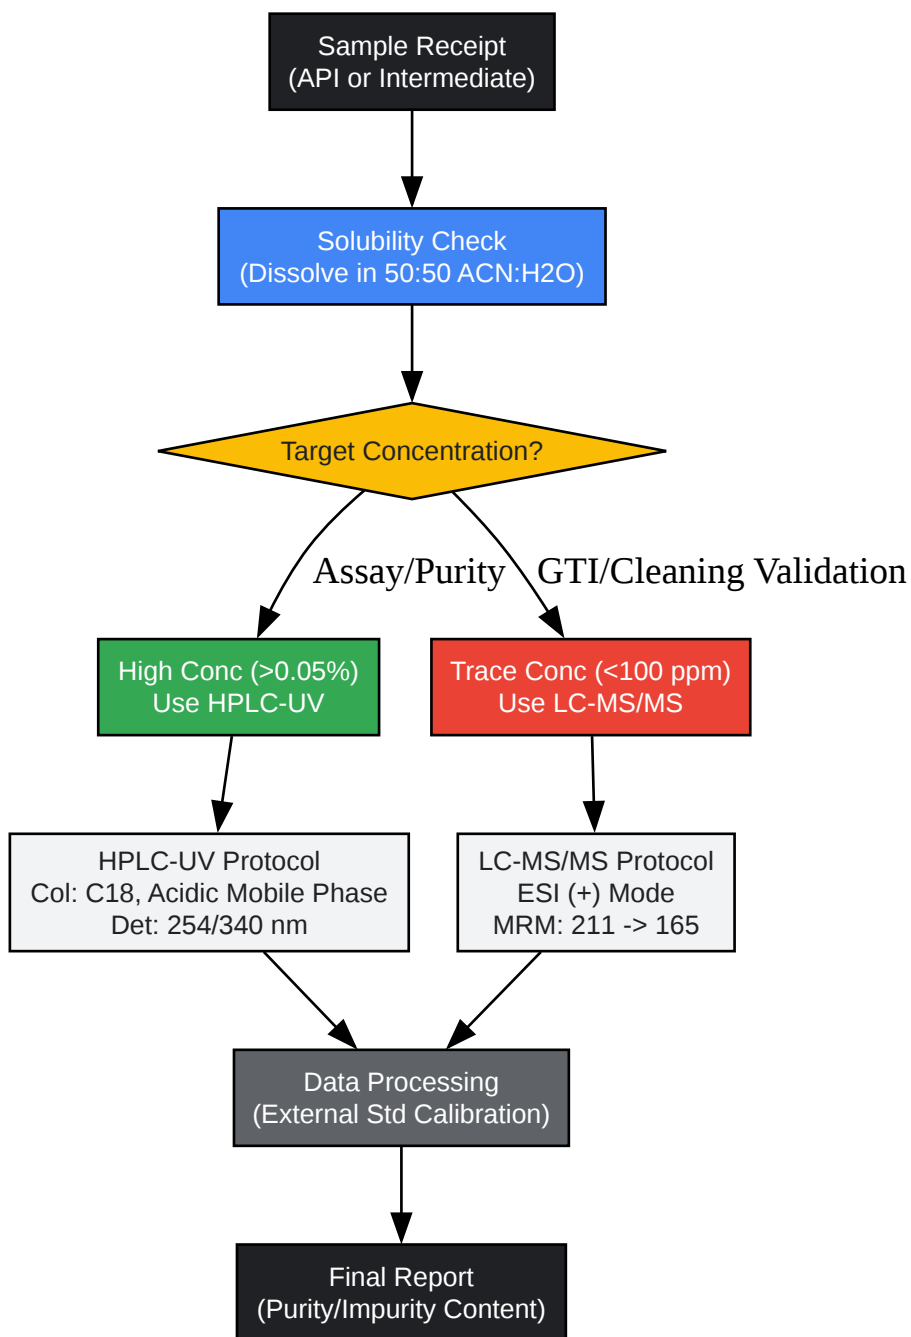 Sample Receipt
(API or Intermediate)
Solubility Check
(Dissolve in 50:50 ACN:H2O)
Target Concentration?
Assay/Purity
GTI/Cleaning Validation
High Conc (>0.05%)
Use HPLC-UV
Trace Conc (<100 ppm)
Use LC-MS/MS
HPLC-UV Protocol
Col: C18, Acidic Mobile Phase
Det: 254/340 nm
LC-MS/MS Protocol
ESI (+) Mode
MRM: 211 -> 165
Data Processing
(External Std Calibration)
Final Report
(Purity/Impurity Content)